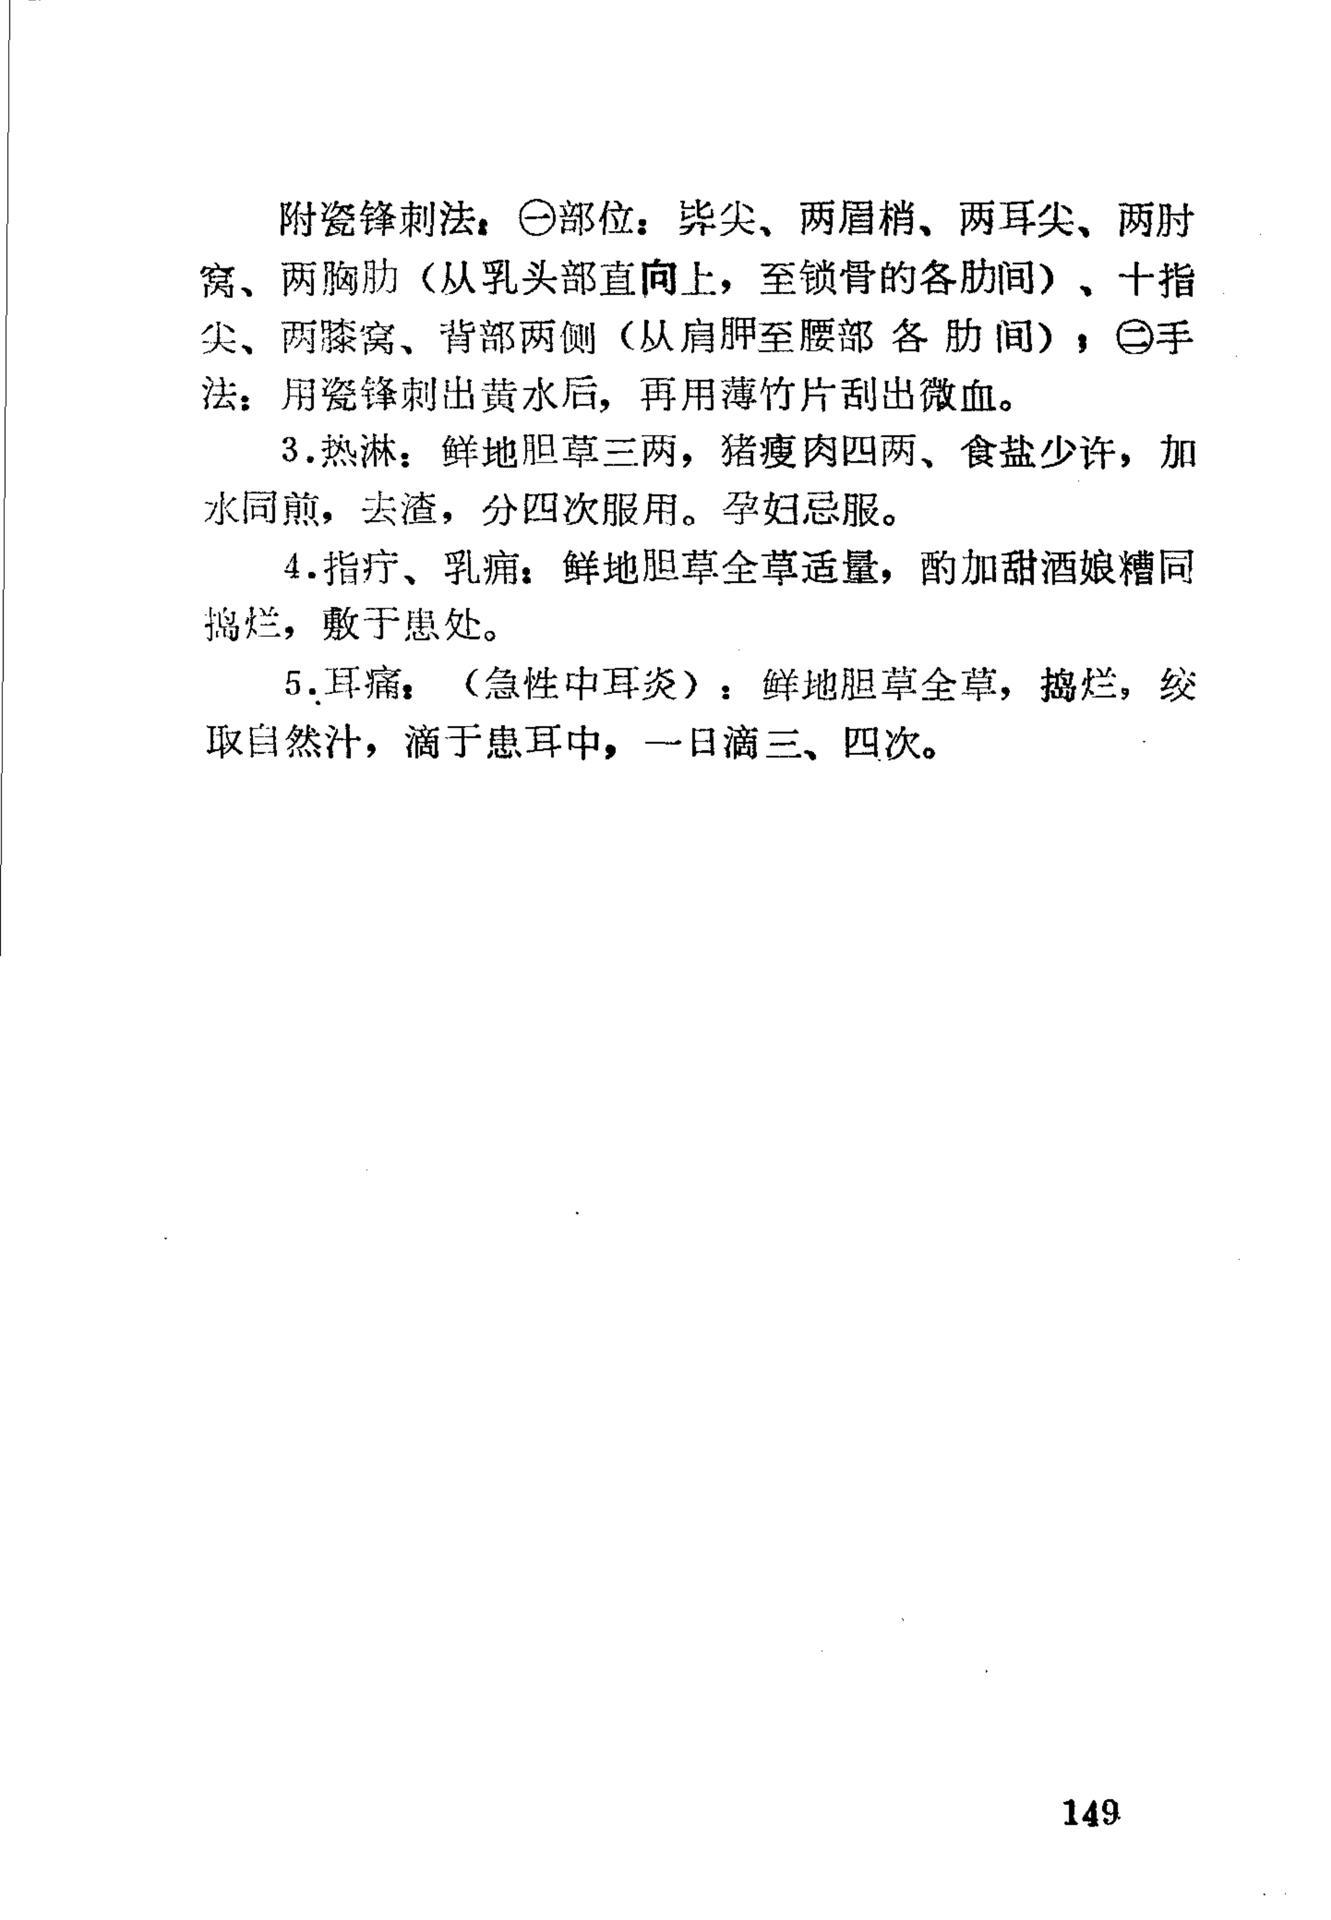 附瓷锋刺法：㊀部位：毕尖、两眉梢、两耳尖、两肘
窝、两胸肋（从乳头部直向上，至锁骨的各肋间）、十指
尖、两膝窝、背部两侧（从肩胛至腰部各肋间）；㊁手
法：用瓷锋刺出黄水后，再用薄竹片刮出微血。
3.热淋：鲜地胆草三两，猪瘦肉四两、食盐少许，加
水同煎，去渣，分四次服用。孕妇忌服。
4.指疔、乳痈：鲜地胆草全草适量，酌加甜酒娘糟同
捣烂，敷于患处。
5.耳痛：（急性中耳炎）：鲜地胆草全草，捣烂，绞
取自然汁，滴于患耳中，一日滴三、四次。
149